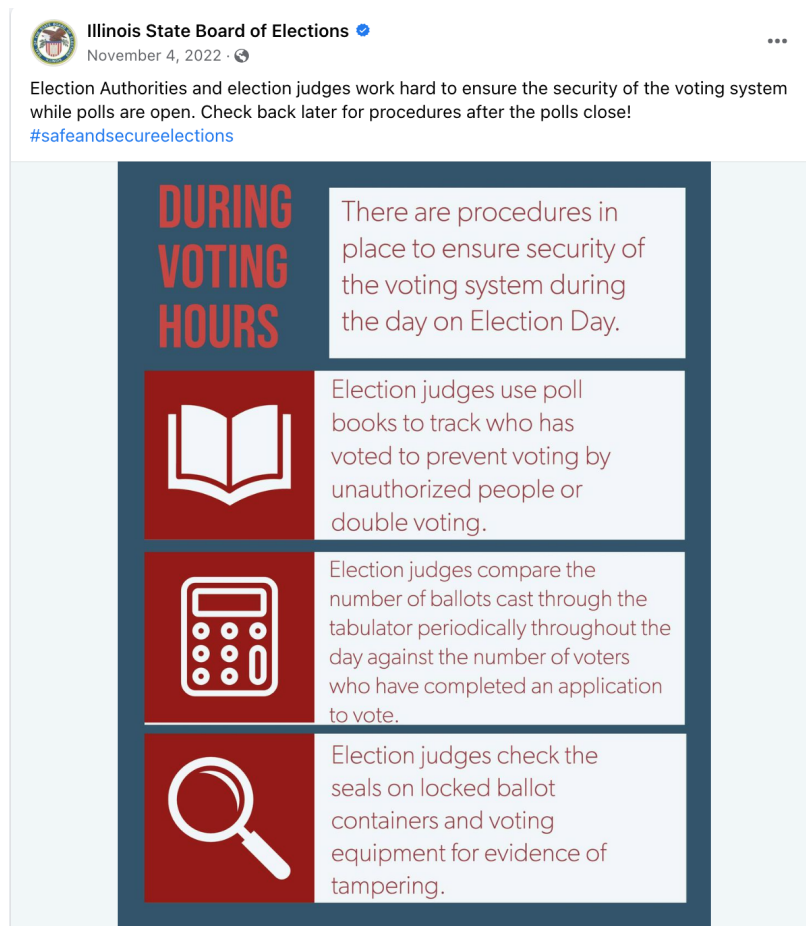 Illinois State Board of Elections
November 4, 2022 ·
Election Authorities and election judges work hard to ensure the security of the voting system
while polls are open. Check back later for procedures after the polls close!
#safeandsecureelections
DURING
VOTING
HOURS
There are procedures in
place to ensure security of
the voting system during
the day on Election Day.
Election judges use poll
books to track who has
voted to prevent voting by
unauthorized people or
double voting.
Election judges compare the
number of ballots cast through the
tabulator periodically throughout the
day against the number of voters
who have completed an application
to vote.
Election judges check the
seals on locked ballot
containers and voting
equipment for evidence of
tampering.